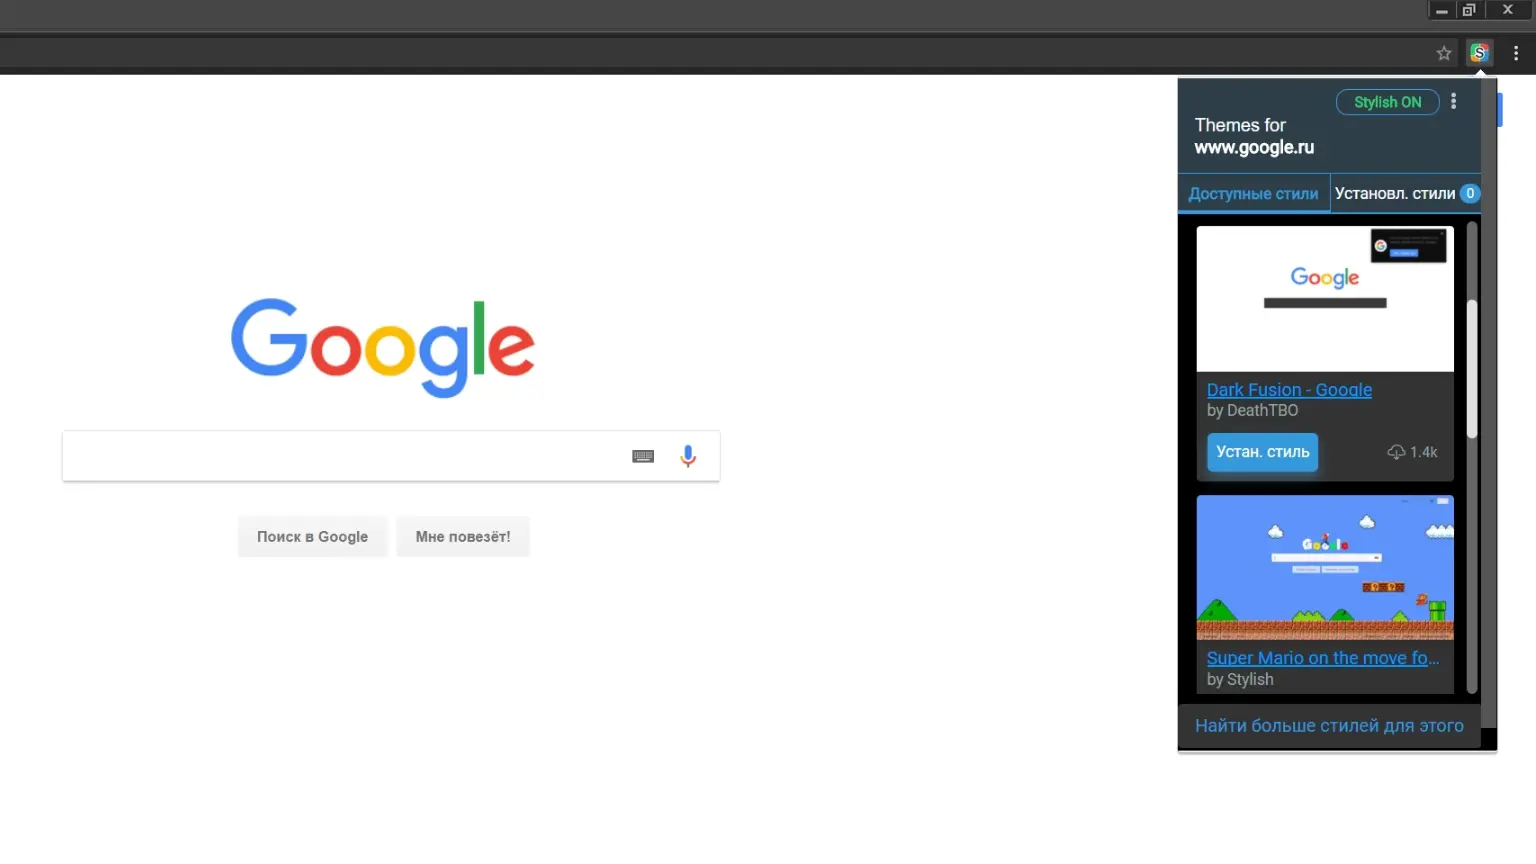 Stylish ON
Themes for
www.google.ru
Доступные стили
Установл. стили 0
Google
Google
Поиск в Google
Мне повезёт!
Dark Fusion - Google
by DeathTBO
Устан. стиль
1.4k
Super Mario on the move fo...
by Stylish
Найти больше стилей для этого